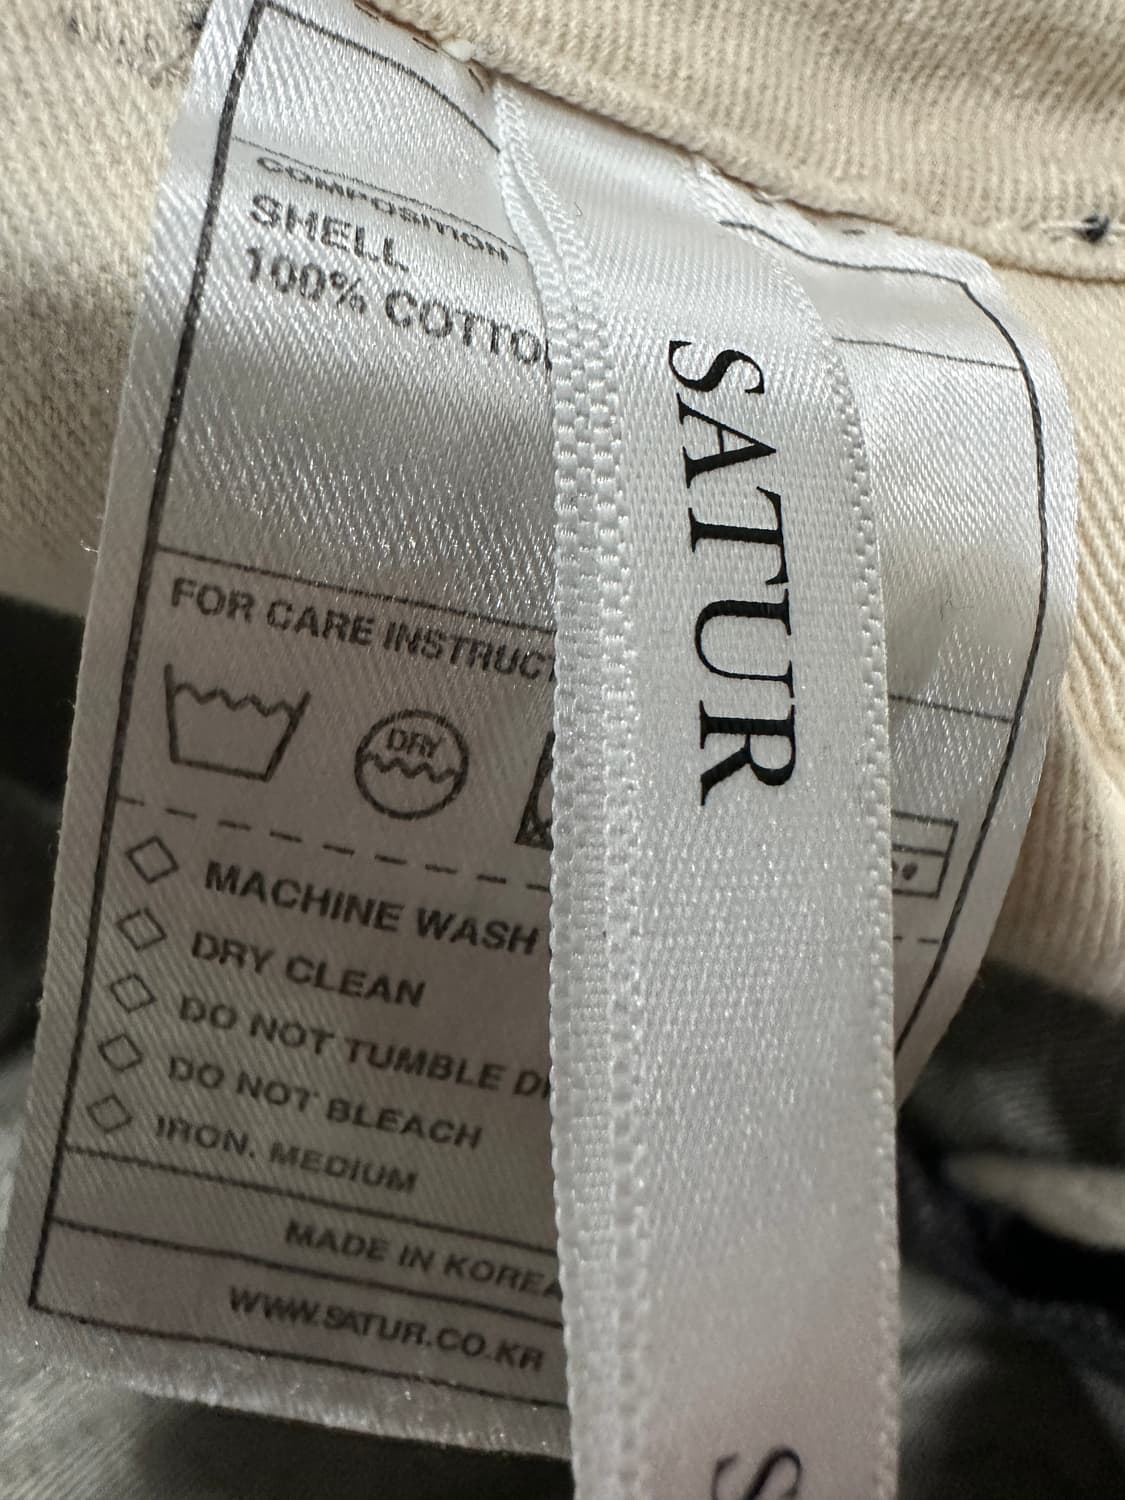 COMPOSITION
SHELL
100% COTTO
FOR CARE INSTRUCT
DRY
MACHINE WASH
DRY CLEAN
DO NOT TUMBLE D
DO NOT BLEACH
IRON. MEDIUM
MADE IN KOREA
WWW.SATUR.CO.KR
SATUR
S